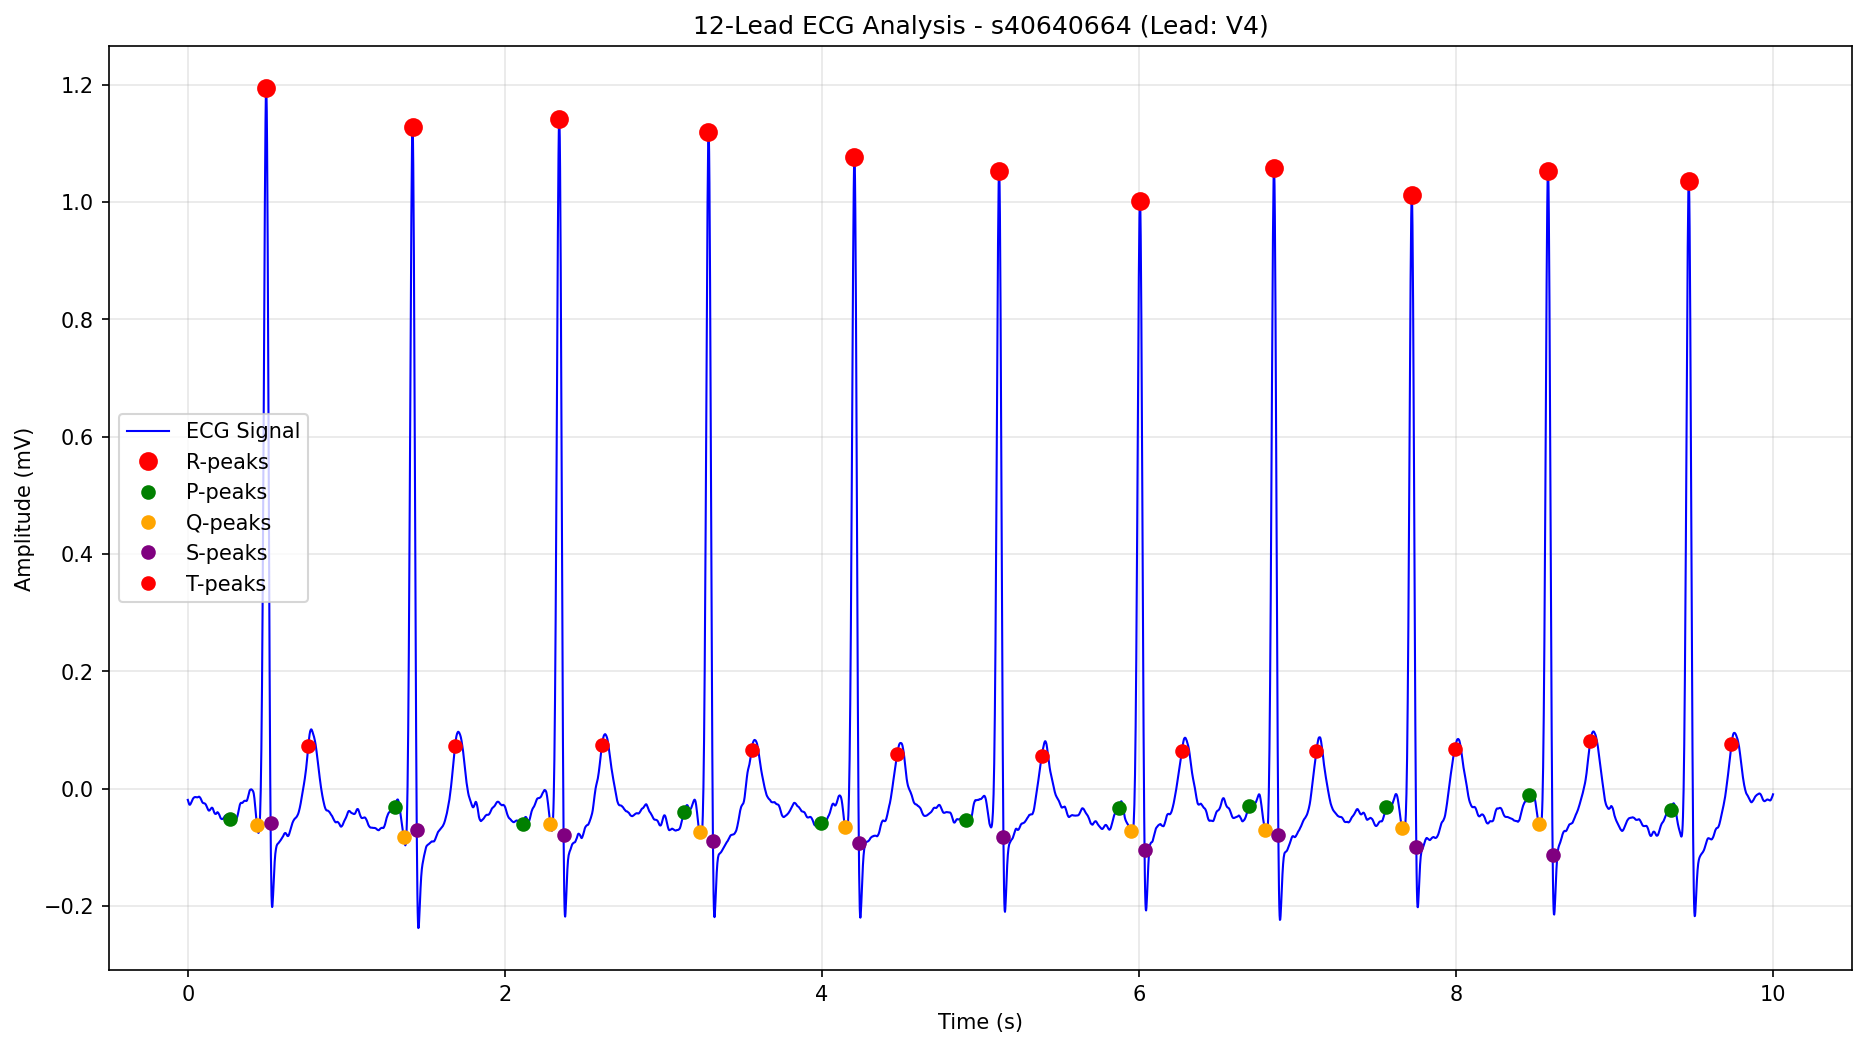 12-Lead ECG Analysis - s40640664 (Lead: V4)
Amplitude (mV)
1.2
1.0
0.8
0.6
0.4
0.2
0.0
−0.2
ECG Signal
R-peaks
P-peaks
Q-peaks
S-peaks
T-peaks
0 2 4 6 8 10
Time (s)